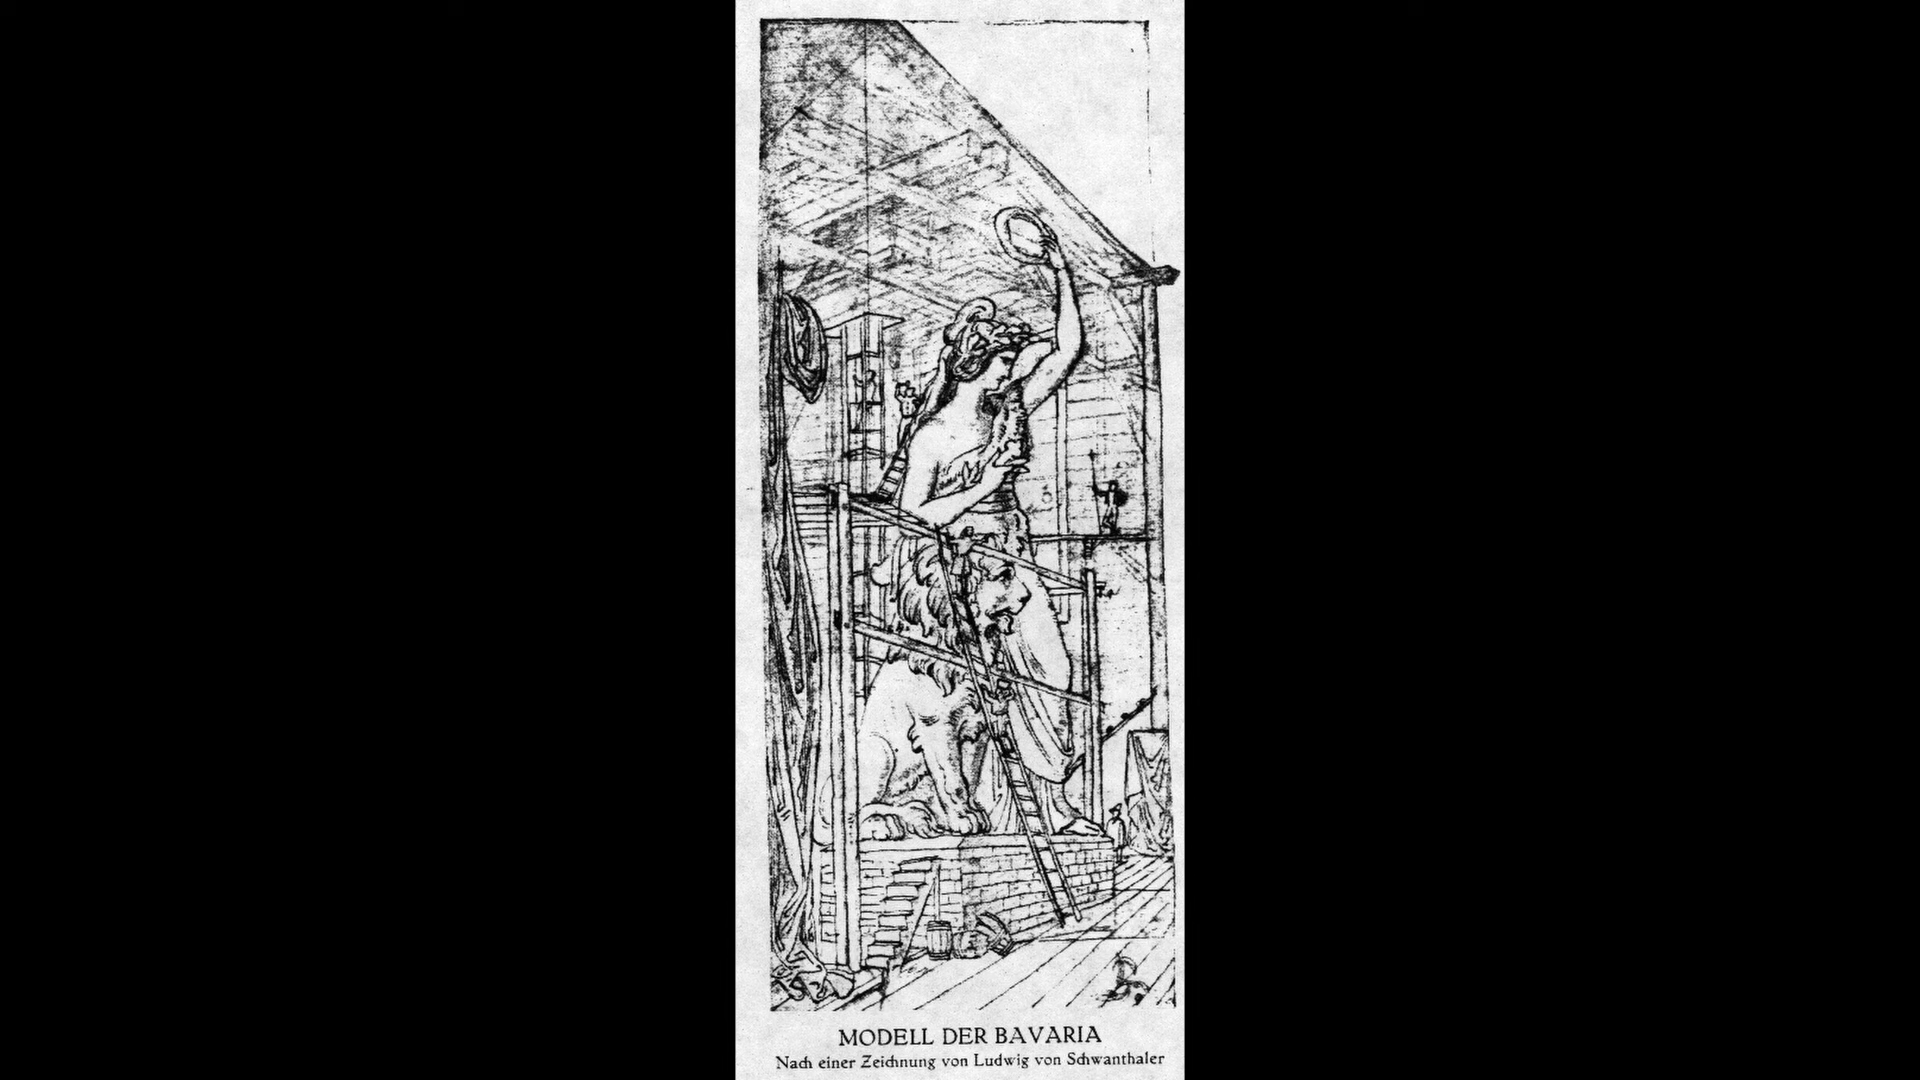 MODELL DER BAVARIA
Nach einer Zeichnung von Ludwig von Schwanthaler